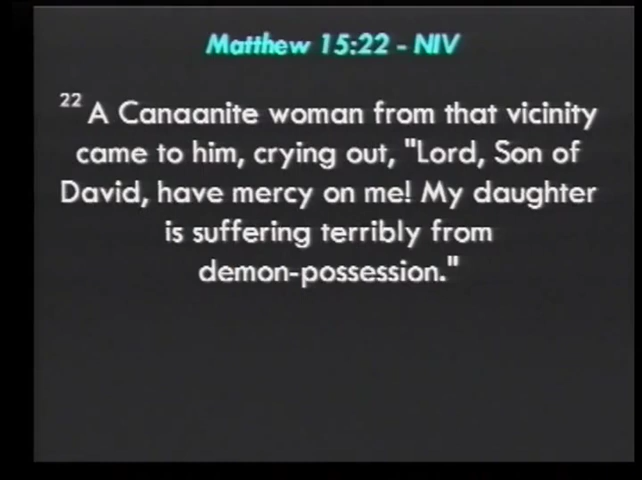 Matthew 15:22 - NIV
22 A Canaanite woman from that vicinity
came to him, crying out, "Lord, Son of
David, have mercy on me! My daughter
is suffering terribly from
demon-possession."